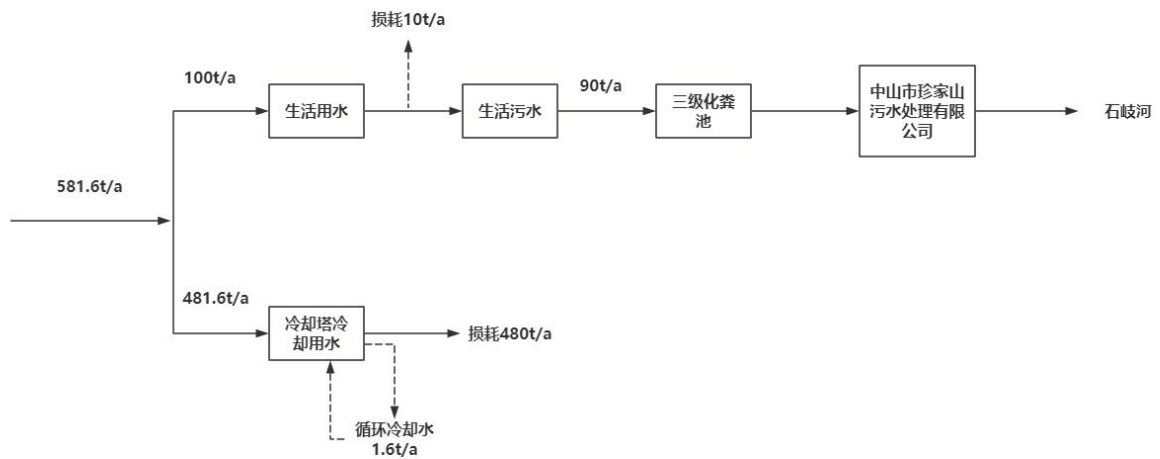 损耗10t/a
100t/a
生活用水
生活污水
90t/a
三级化粪
池
中山市珍家山
污水处理有限
公司
石岐河
581.6t/a
481.6t/a
冷却塔冷
却用水
损耗480t/a
循环冷却水
1.6t/a